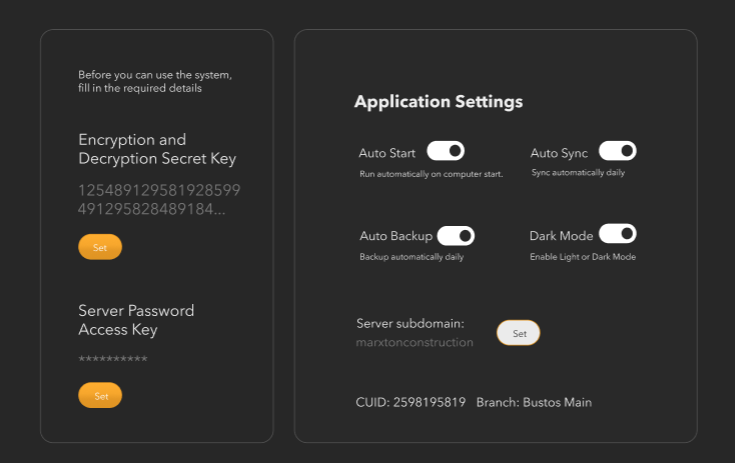 Before you can use the system,
fill in the required details
Encryption and
Decryption Secret Key
125489129581928599
491295828489184...
Set
Server Password
Access Key
**********
Set
Application Settings
Auto Start
Run automatically on computer start.
Auto Sync
Sync automatically daily
Auto Backup
Backup automatically daily
Dark Mode
Enable Light or Dark Mode
Server subdomain:
marxtonconstruction
Set
CUID: 2598195819 Branch: Bustos Main